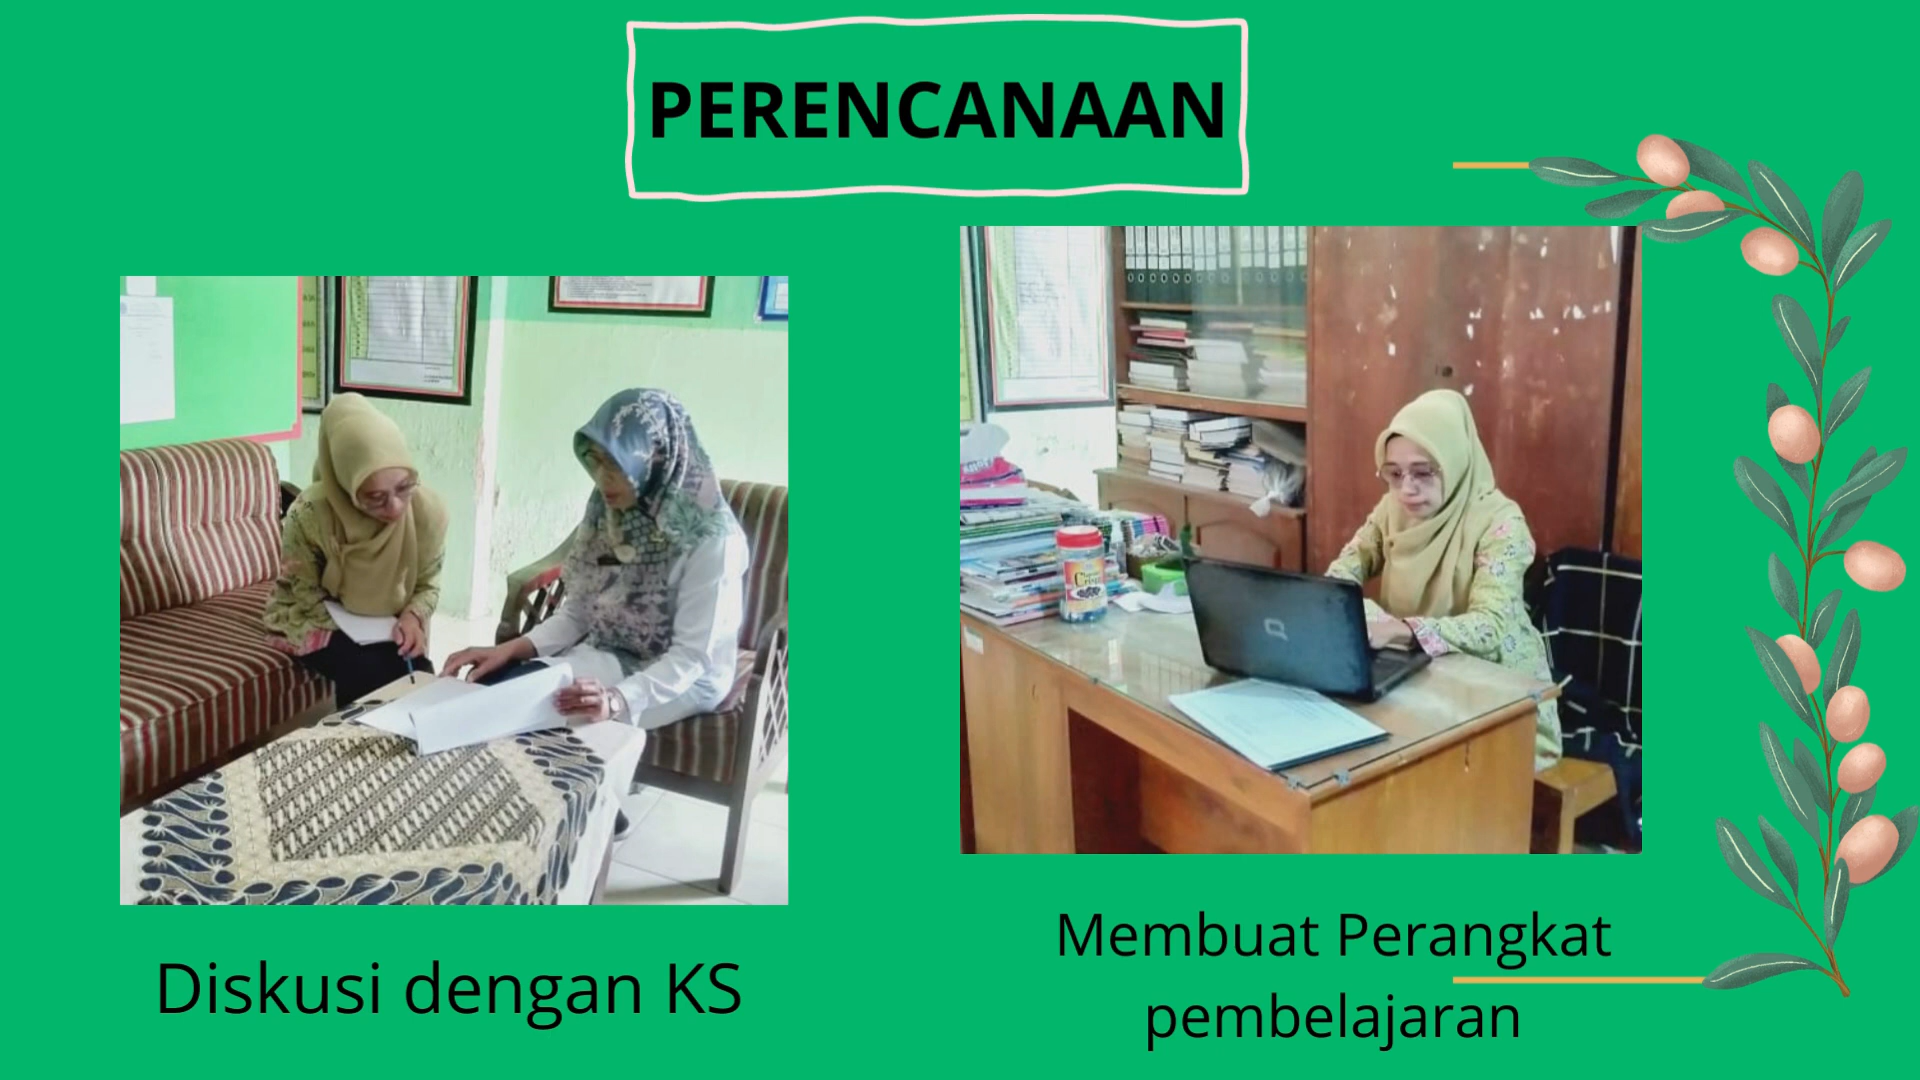 PERENCANAAN
Diskusi dengan KS
Membuat Perangkat
pembelajaran